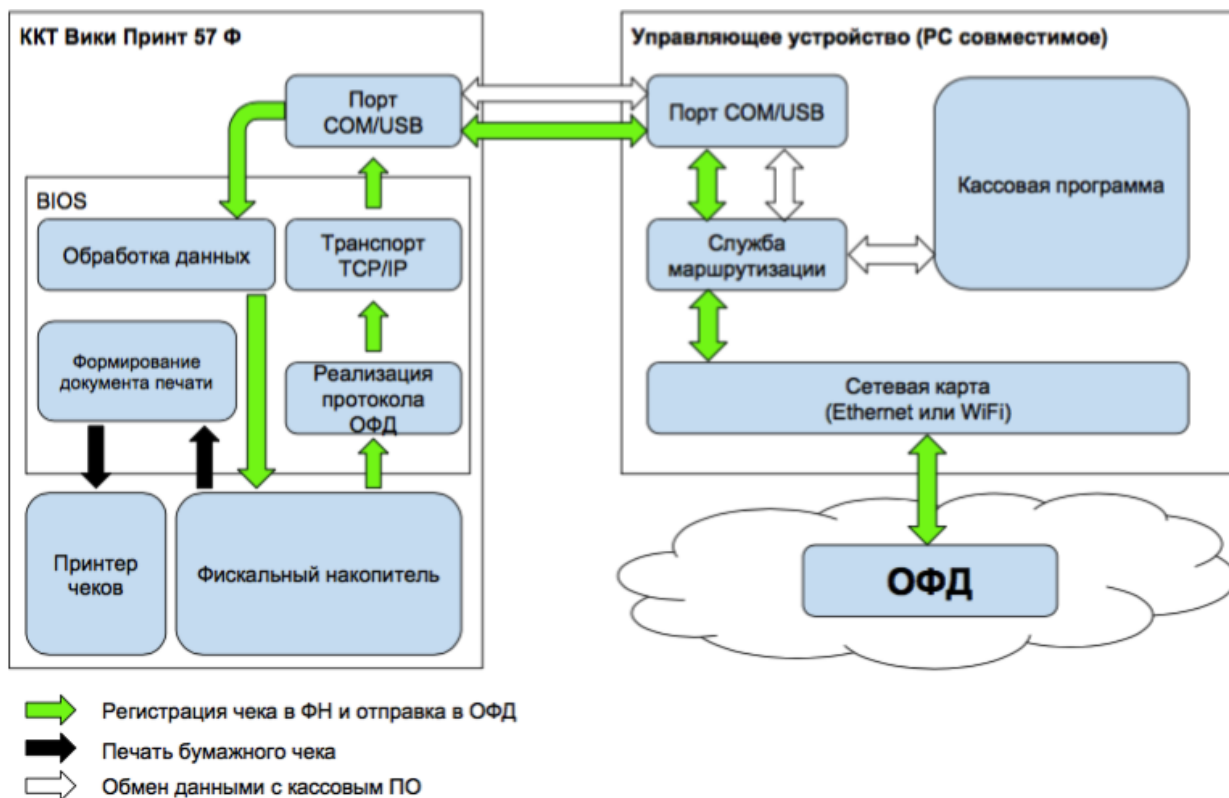 ККТ Вики Принт 57 Ф
Порт
COM/USB
BIOS
Обработка данных
Транспорт
TCP/IP
Формирование
документа печати
Реализация
протокола
ОФД
Принтер
чеков
Фискальный накопитель
Управляющее устройство (PC совместимое)
Порт COM/USB
Кассовая программа
Служба
маршрутизации
Сетевая карта
(Ethernet или WiFi)
ОФД
Регистрация чека в ФН и отправка в ОФД
Печать бумажного чека
Обмен данными с кассовым ПО